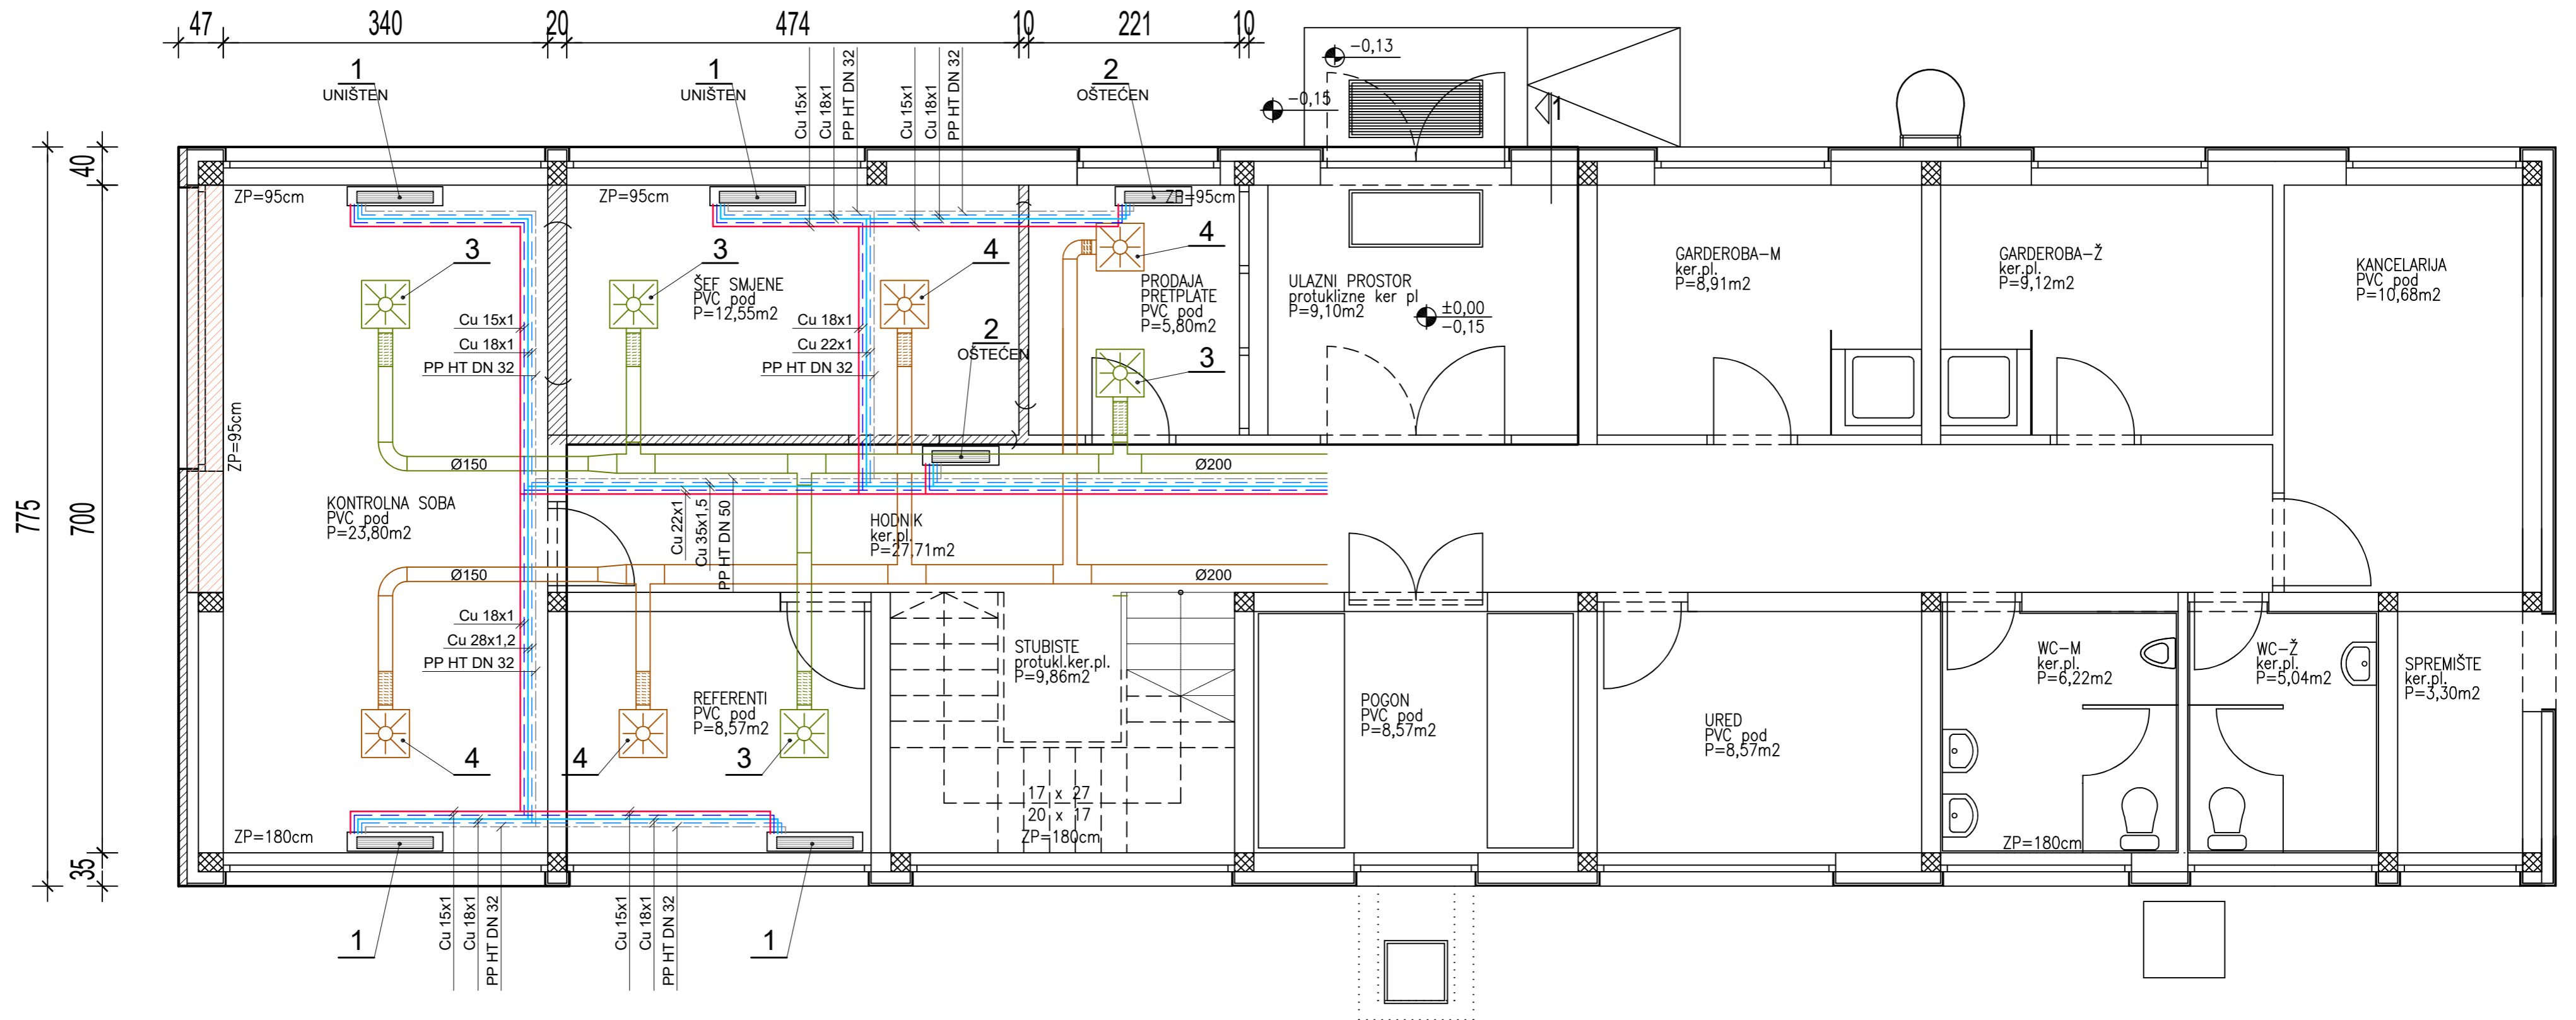 47
340
20
474
10
221
10
1
UNIŠTEN
1
UNIŠTEN
2
OŠTEĆEN
Cu 15x1
Cu 18x1
PP HT DN 32
Cu 15x1
Cu 18x1
PP HT DN 32
-0,13
-0,15
1
40
775
700
35
ZP=95cm
ZP=95cm
ZP=95cm
ZP=95cm
3
3
4
4
3
ŠEF SMJENE
PVC pod
P=12,55m2
PRODAJA
PRETPLATE
PVC pod
P=5,80m2
ULAZNI PROSTOR
protuklizne ker pl
P=9,10m2
±0,00
-0,15
GARDEROBA-M
ker.pl.
P=8,91m2
GARDEROBA-Ž
ker.pl.
P=9,12m2
KANCELARIJA
PVC pod
P=10,68m2
Cu 15x1
Cu 18x1
PP HT DN 32
Cu 18x1
Cu 22x1
PP HT DN 32
2
OŠTEĆEN
Ø150
Ø200
KONTROLNA SOBA
PVC pod
P=23,80m2
Cu 22x1
Cu 35x1,5
PP HT DN 50
HODNIK
ker.pl.
P=27,71m2
Ø150
Ø200
Cu 18x1
Cu 28x1,2
PP HT DN 32
REFERENTI
PVC pod
P=8,57m2
4
4
3
STUBISTE
protukl.ker.pl.
P=9,86m2
17 x 27
20 x 17
ZP=180cm
POGON
PVC pod
P=8,57m2
URED
PVC pod
P=8,57m2
WC-M
ker.pl.
P=6,22m2
WC-Ž
ker.pl.
P=5,04m2
SPREMIŠTE
ker.pl.
P=3,30m2
ZP=180cm
ZP=180cm
Cu 15x1
Cu 18x1
PP HT DN 32
Cu 15x1
Cu 18x1
PP HT DN 32
1
1